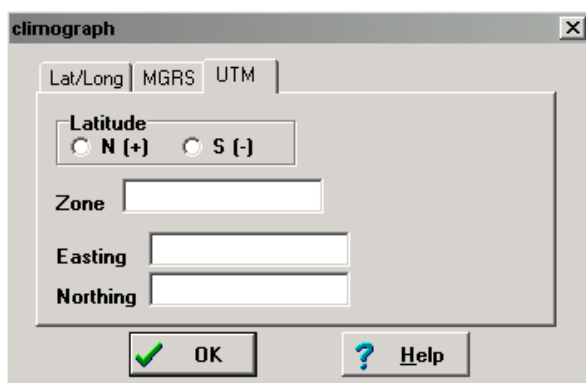 climograph
Lat/Long MGRS UTM
Latitude
N (+) S (-)
Zone
Easting
Northing
OK ? Help